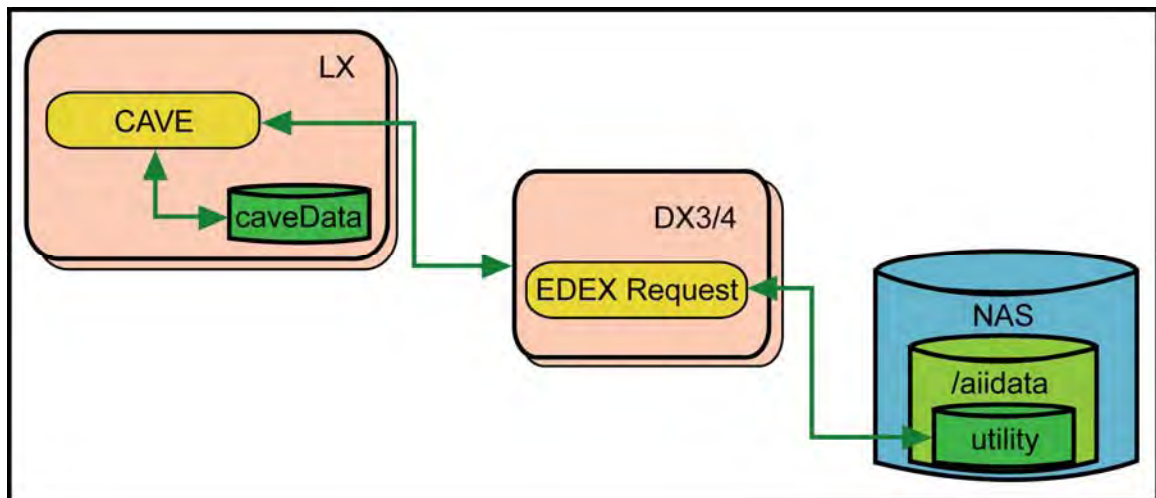 LX
CAVE
caveData
DX3/4
EDEX Request
NAS
/aiidata
utility